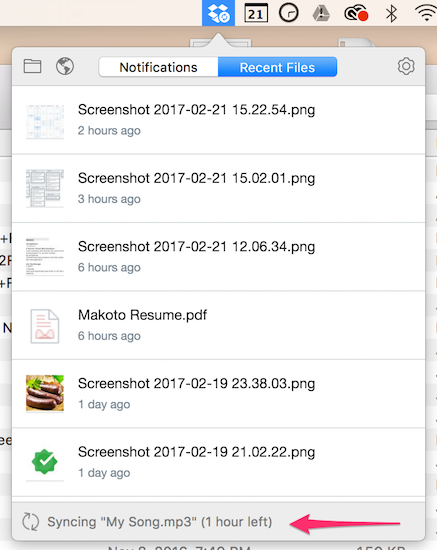 21
Notifications
Recent Files
Screenshot 2017-02-21 15.22.54.png
2 hours ago
Screenshot 2017-02-21 15.02.01.png
3 hours ago
Screenshot 2017-02-21 12.06.34.png
6 hours ago
Makoto Resume.pdf
6 hours ago
Screenshot 2017-02-19 23.38.03.png
1 day ago
Screenshot 2017-02-19 21.02.22.png
1 day ago
Syncing "My Song.mp3" (1 hour left)